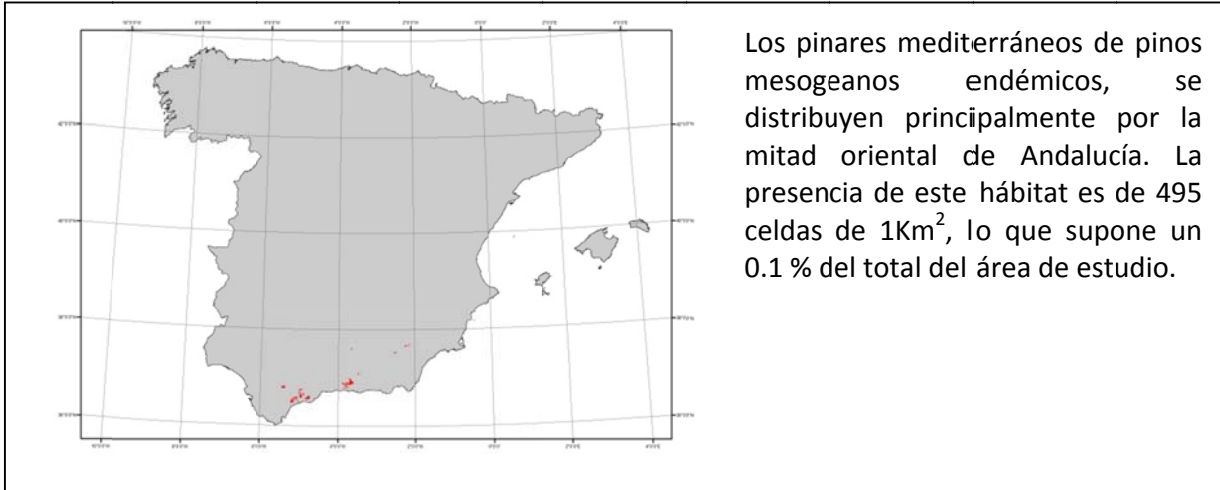 Los pinares mediterráneos de pinos
mesogeanos endémicos, se
distribuyen principalmente por la
mitad oriental de Andalucía. La
presencia de este hábitat es de 495
celdas de 1Km², lo que supone un
0.1 % del total del área de estudio.